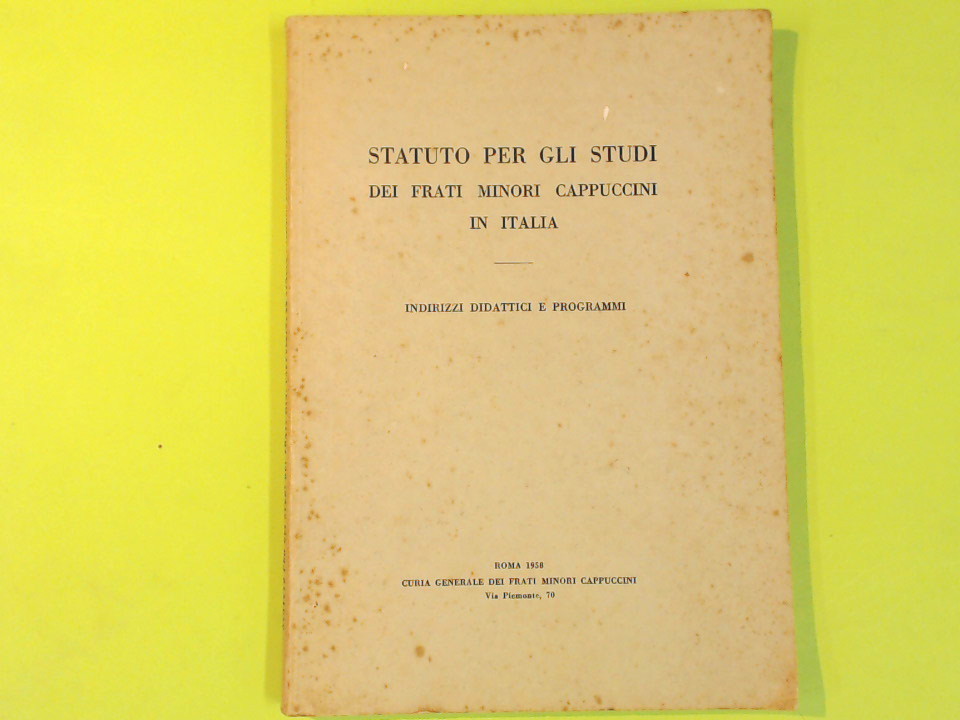 STATUTO PER GLI STUDI
DEI FRATI MINORI CAPPUCCINI
IN ITALIA
INDIRIZZI DIDATTICI E PROGRAMMI
ROMA 1958
CURIA GENERALE DEI FRATI MINORI CAPPUCCINI
Via Piemonte, 70